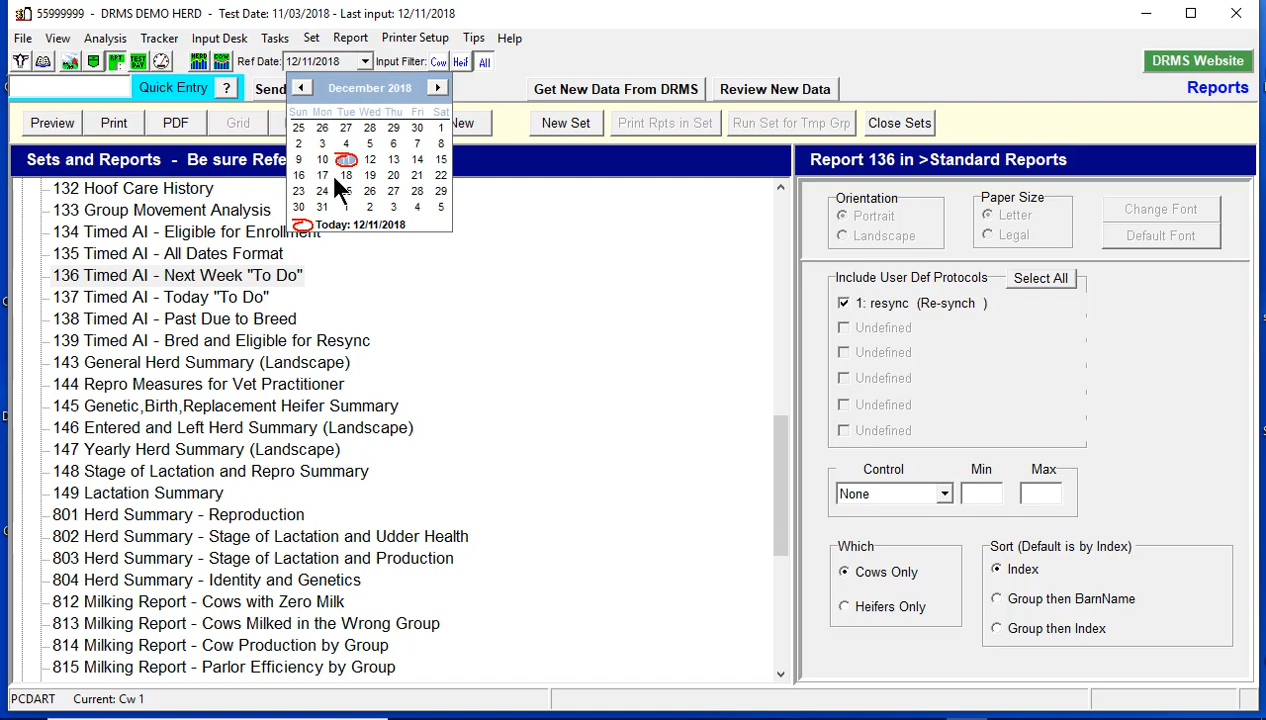 55999999 - DRMS DEMO HERD - Test Date: 11/03/2018 - Last input: 12/11/2018
File View Analysis Tracker Input Desk Tasks Set Report Printer Setup Tips Help
RPT TEST DAY HERD COW Ref Date: 12/11/2018 Input Filter: Cow Heif All DRMS Website
Quick Entry ? Send Get New Data From DRMS Review New Data Reports
Preview Print PDF Grid New New Set Print Rpts in Set Run Set for Tmp Grp Close Sets
December 2018
Sun Mon Tue Wed Thu Fri Sat
25 26 27 28 29 30 1
2 3 4 5 6 7 8
9 10 11 12 13 14 15
16 17 18 19 20 21 22
23 24 25 26 27 28 29
30 31 1 2 3 4 5
Today: 12/11/2018
Sets and Reports - Be sure Refe
132 Hoof Care History
133 Group Movement Analysis
134 Timed AI - Eligible for Enrollment
135 Timed AI - All Dates Format
136 Timed AI - Next Week "To Do"
137 Timed AI - Today "To Do"
138 Timed AI - Past Due to Breed
139 Timed AI - Bred and Eligible for Resync
143 General Herd Summary (Landscape)
144 Repro Measures for Vet Practitioner
145 Genetic,Birth,Replacement Heifer Summary
146 Entered and Left Herd Summary (Landscape)
147 Yearly Herd Summary (Landscape)
148 Stage of Lactation and Repro Summary
149 Lactation Summary
801 Herd Summary - Reproduction
802 Herd Summary - Stage of Lactation and Udder Health
803 Herd Summary - Stage of Lactation and Production
804 Herd Summary - Identity and Genetics
812 Milking Report - Cows with Zero Milk
813 Milking Report - Cows Milked in the Wrong Group
814 Milking Report - Cow Production by Group
815 Milking Report - Parlor Efficiency by Group
Report 136 in >Standard Reports
Orientation
Portrait
Landscape
Paper Size
Letter
Legal
Change Font
Default Font
Include User Def Protocols Select All
1: resync (Re-synch )
Undefined
Undefined
Undefined
Undefined
Undefined
Control Min Max
None
Which
Cows Only
Heifers Only
Sort (Default is by Index)
Index
Group then BarnName
Group then Index
PCDART Current: Cw 1